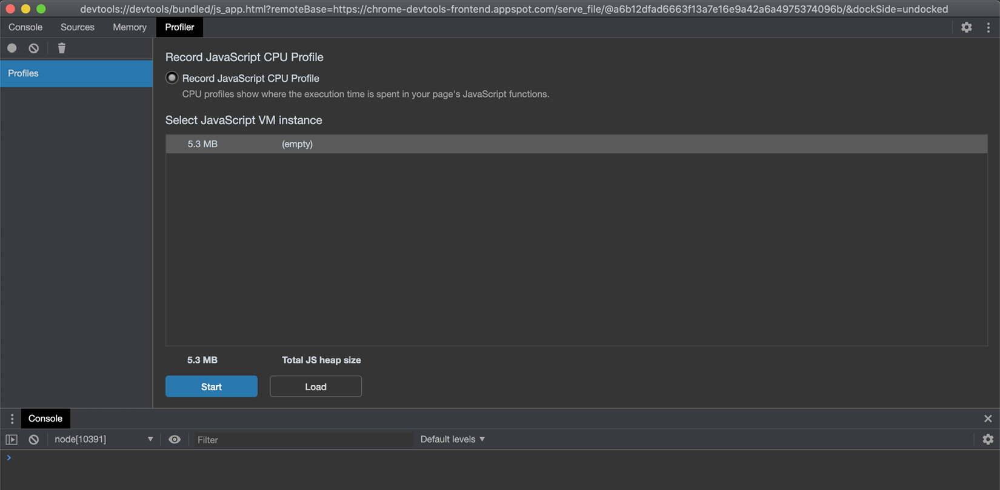 devtools://devtools/bundled/js_app.html?remoteBase=https://chrome-devtools-frontend.appspot.com/serve_file/@a6b12dfad6663f13a7e16e9a42a6a4975374096b/&dockSide=undocked
Console Sources Memory Profiler
Profiles
Record JavaScript CPU Profile
Record JavaScript CPU Profile
CPU profiles show where the execution time is spent in your page's JavaScript functions.
Select JavaScript VM instance
5.3 MB (empty)
5.3 MB Total JS heap size
Start Load
Console
node[10391] Filter Default levels